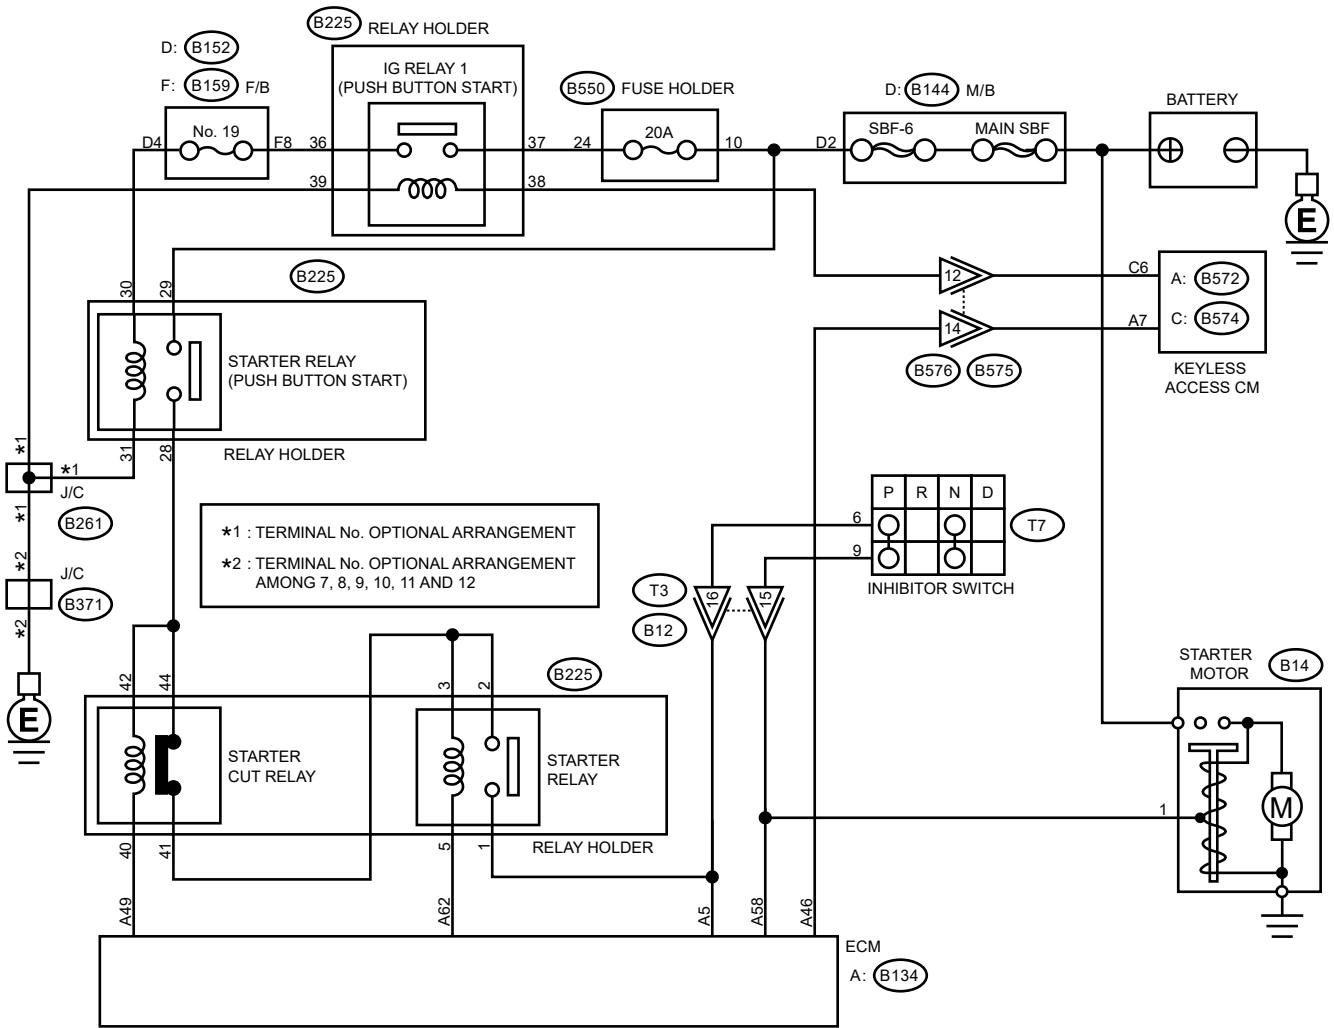 B225 RELAY HOLDER
D: B152
F: B159 F/B
IG RELAY 1
(PUSH BUTTON START)
B550 FUSE HOLDER
D: B144 M/B
BATTERY
No. 19
20A
SBF-6
MAIN SBF
D4
F8
36
37
24
10
D2
39
38
E
B225
30
29
12
C6
A: B572
14
A7
C: B574
STARTER RELAY
(PUSH BUTTON START)
B576 B575
KEYLESS
ACCESS CM
31
28
RELAY HOLDER
*1
*1
J/C
*1
B261
*1 : TERMINAL No. OPTIONAL ARRANGEMENT
*2 : TERMINAL No. OPTIONAL ARRANGEMENT
AMONG 7, 8, 9, 10, 11 AND 12
P R N D
6
9
T7
INHIBITOR SWITCH
*2
J/C
B371
*2
T3
B12
16
15
E
42
44
3
2
B225
STARTER
MOTOR
B14
STARTER
CUT RELAY
STARTER
RELAY
M
1
40
41
5
1
RELAY HOLDER
A49
A62
A5
A58
A46
ECM
A: B134